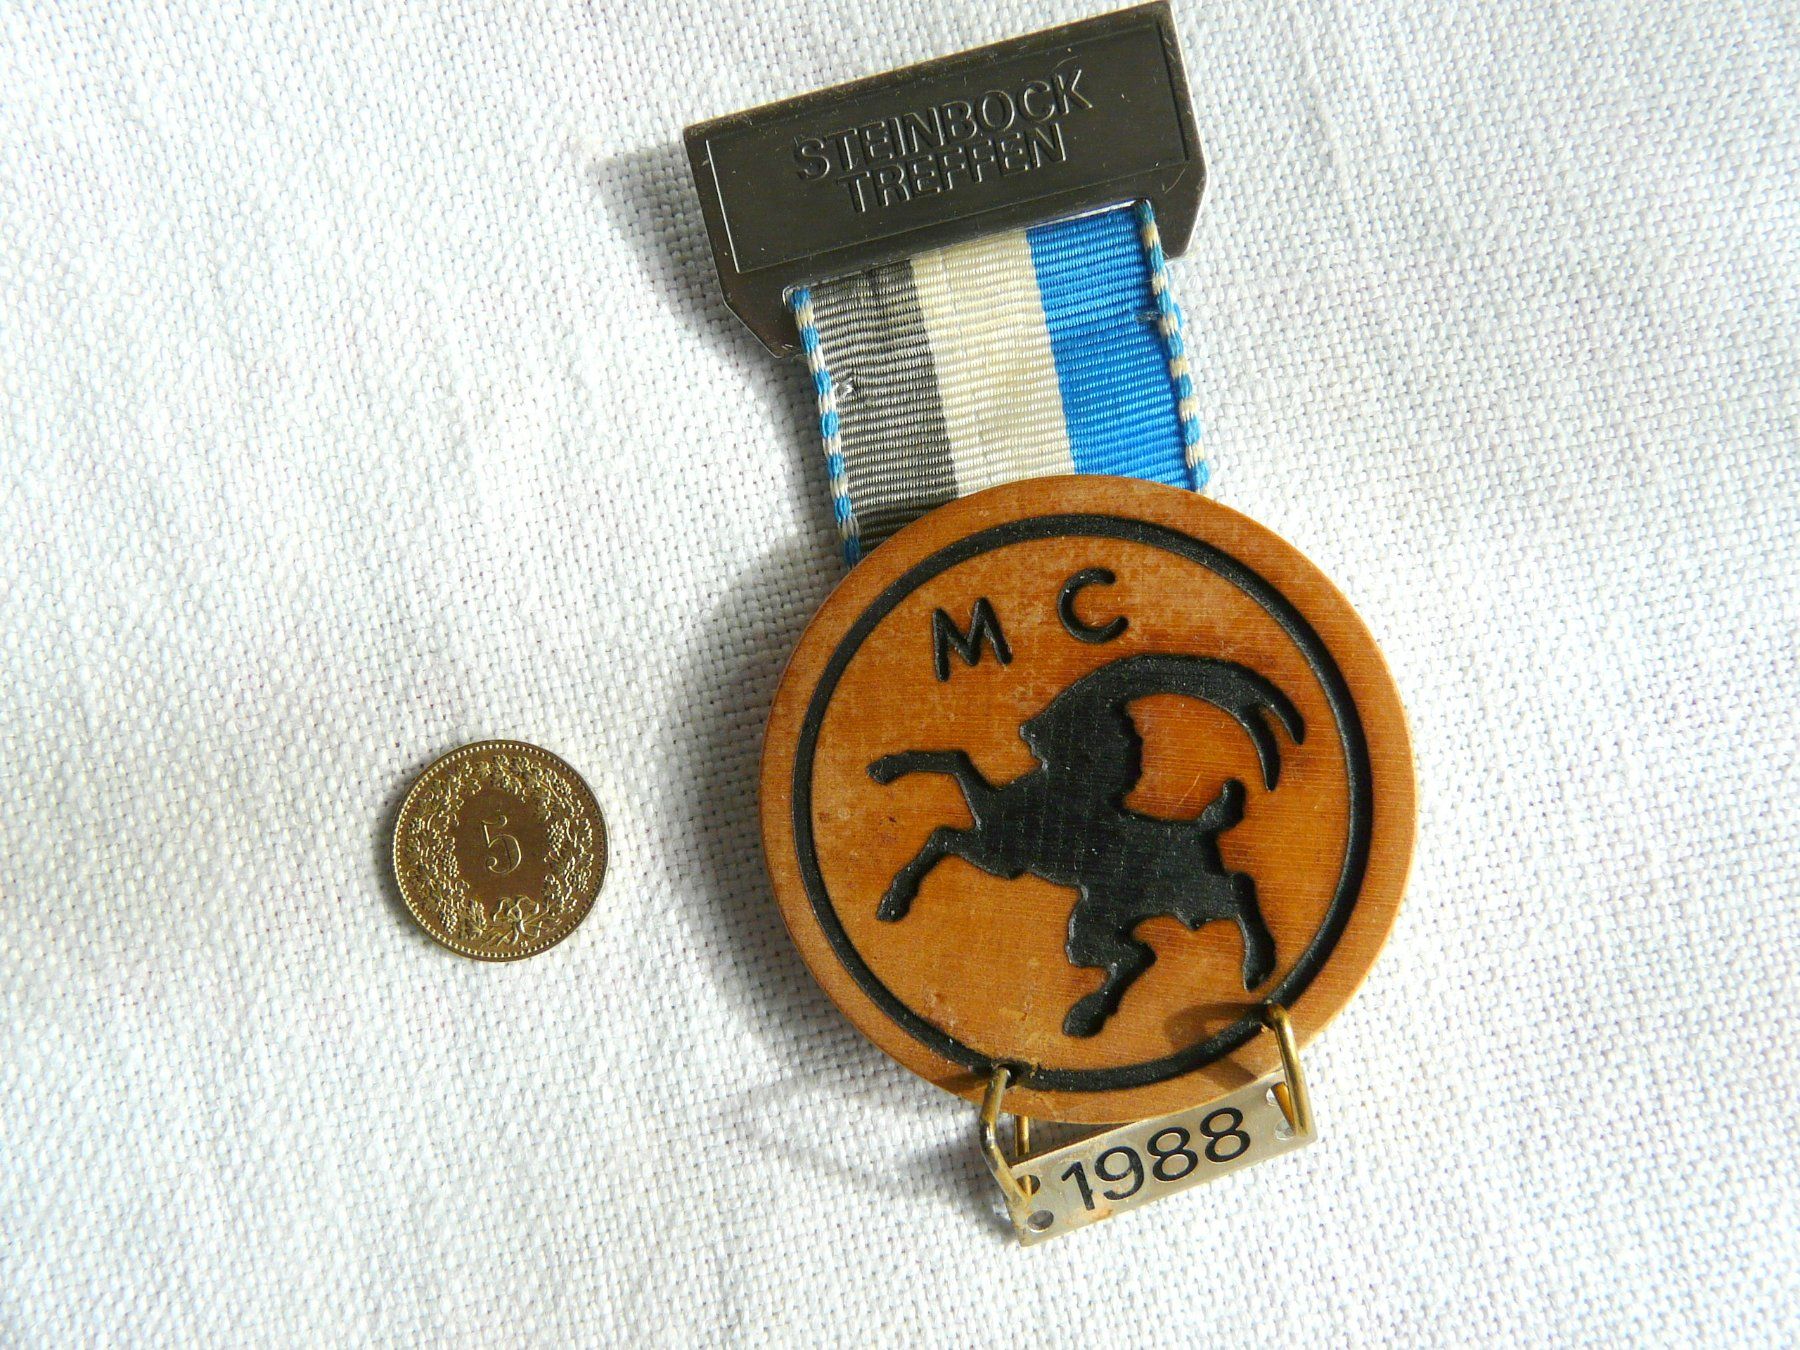 STEINBOCK
TREFFEN
M C
5
1988